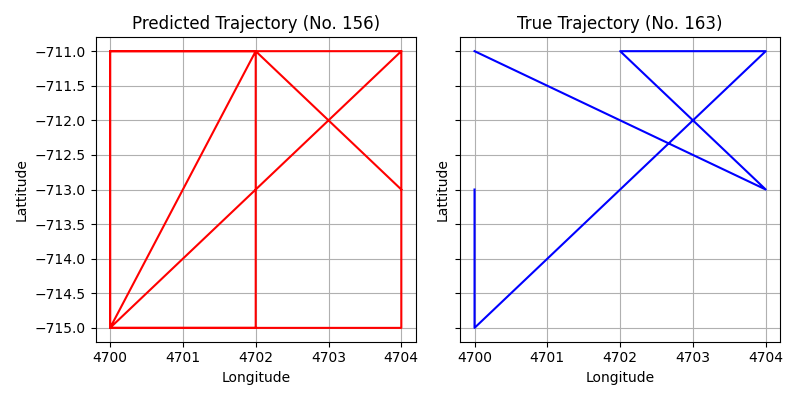 Predicted Trajectory (No. 156)
True Trajectory (No. 163)
−711.0
−711.5
−712.0
−712.5
−713.0
−713.5
−714.0
−714.5
−715.0
Lattitude
Lattitude
4700 4701 4702 4703 4704
4700 4701 4702 4703 4704
Longitude
Longitude